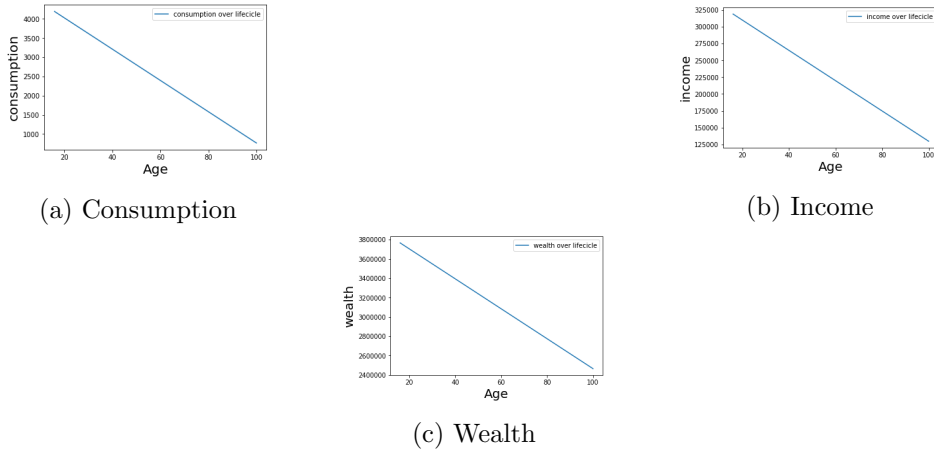 consumption over lifecicle
4000
3500
3000
2500
2000
1500
1000
consumption
20 40 60 80 100
Age
(a) Consumption
income over lifecicle
325000
300000
275000
250000
225000
200000
175000
150000
125000
income
20 40 60 80 100
Age
(b) Income
wealth over lifecicle
3800000
3600000
3400000
3200000
3000000
2800000
2600000
2400000
wealth
20 40 60 80 100
Age
(c) Wealth